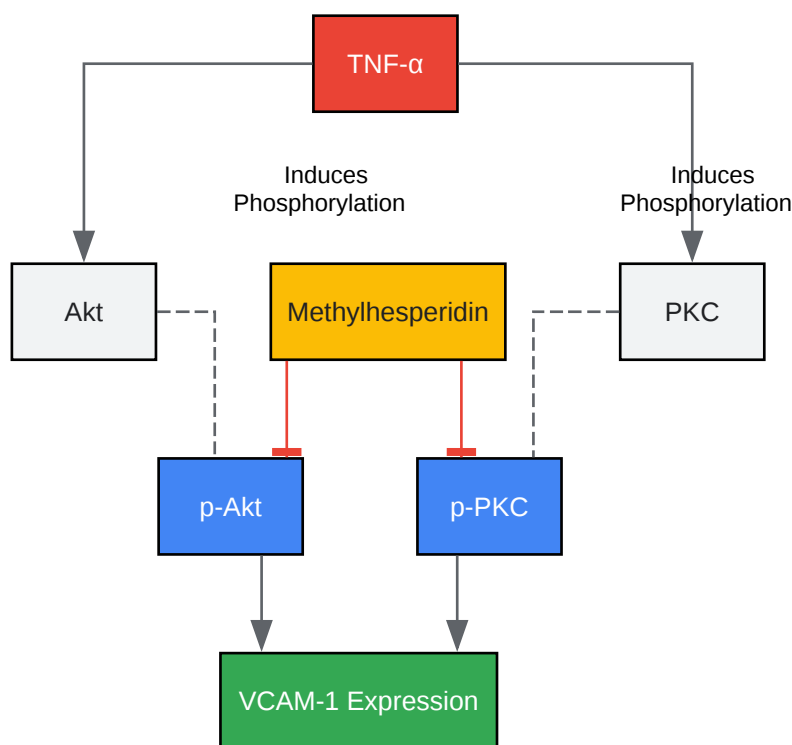 TNF-α
Induces
Phosphorylation
Induces
Phosphorylation
Akt
Methylhesperidin
PKC
p-Akt
p-PKC
VCAM-1 Expression